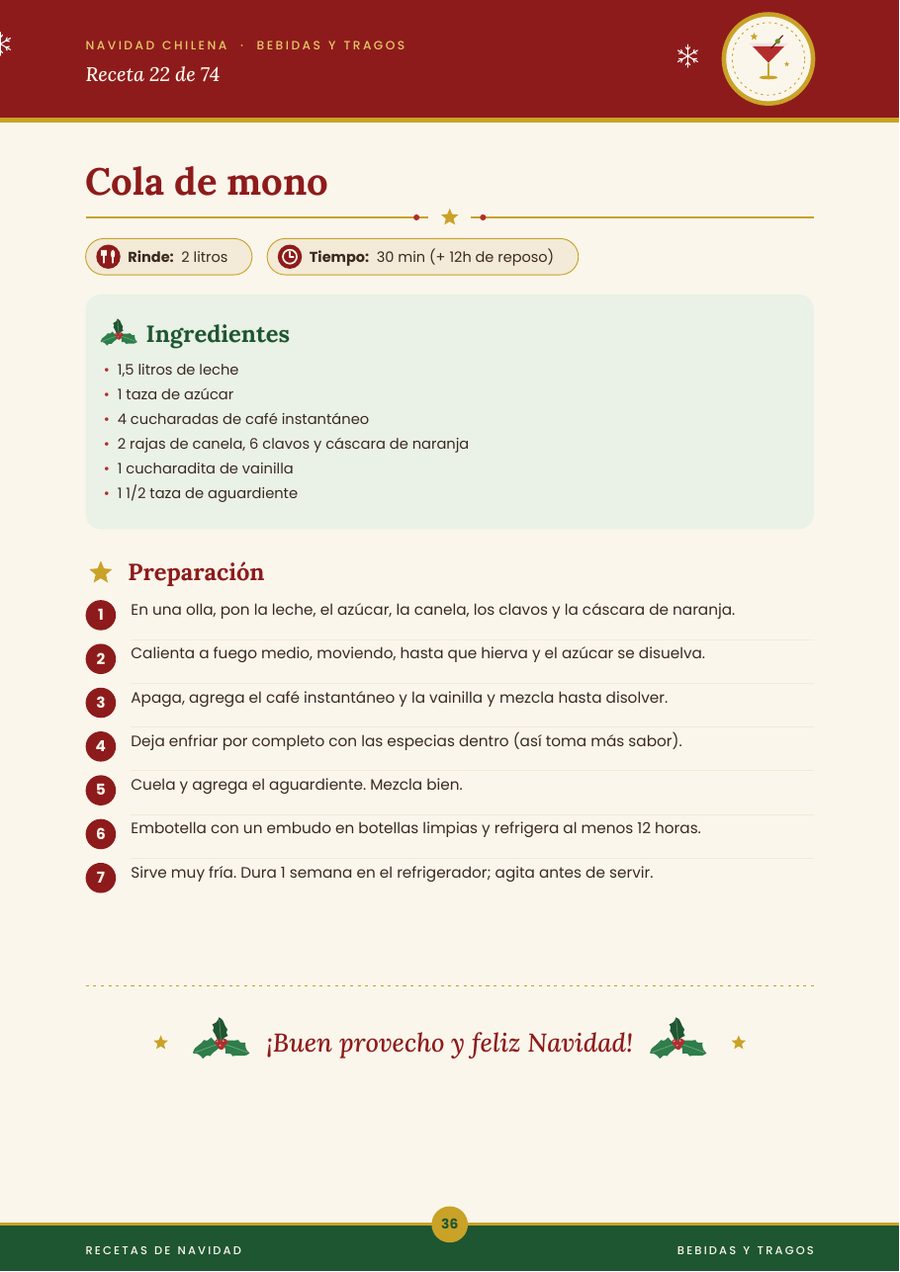 NAVIDAD CHILENA · BEBIDAS Y TRAGOS
Receta 22 de 74
Cola de mono
Rinde: 2 litros
Tiempo: 30 min (+ 12h de reposo)
Ingredientes
• 1,5 litros de leche
• 1 taza de azúcar
• 4 cucharadas de café instantáneo
• 2 rajas de canela, 6 clavos y cáscara de naranja
• 1 cucharadita de vainilla
• 1 1/2 taza de aguardiente
Preparación
1 En una olla, pon la leche, el azúcar, la canela, los clavos y la cáscara de naranja.
2 Calienta a fuego medio, moviendo, hasta que hierva y el azúcar se disuelva.
3 Apaga, agrega el café instantáneo y la vainilla y mezcla hasta disolver.
4 Deja enfriar por completo con las especias dentro (así toma más sabor).
5 Cuela y agrega el aguardiente. Mezcla bien.
6 Embotella con un embudo en botellas limpias y refrigera al menos 12 horas.
7 Sirve muy fría. Dura 1 semana en el refrigerador; agita antes de servir.
¡Buen provecho y feliz Navidad!
36
RECETAS DE NAVIDAD
BEBIDAS Y TRAGOS